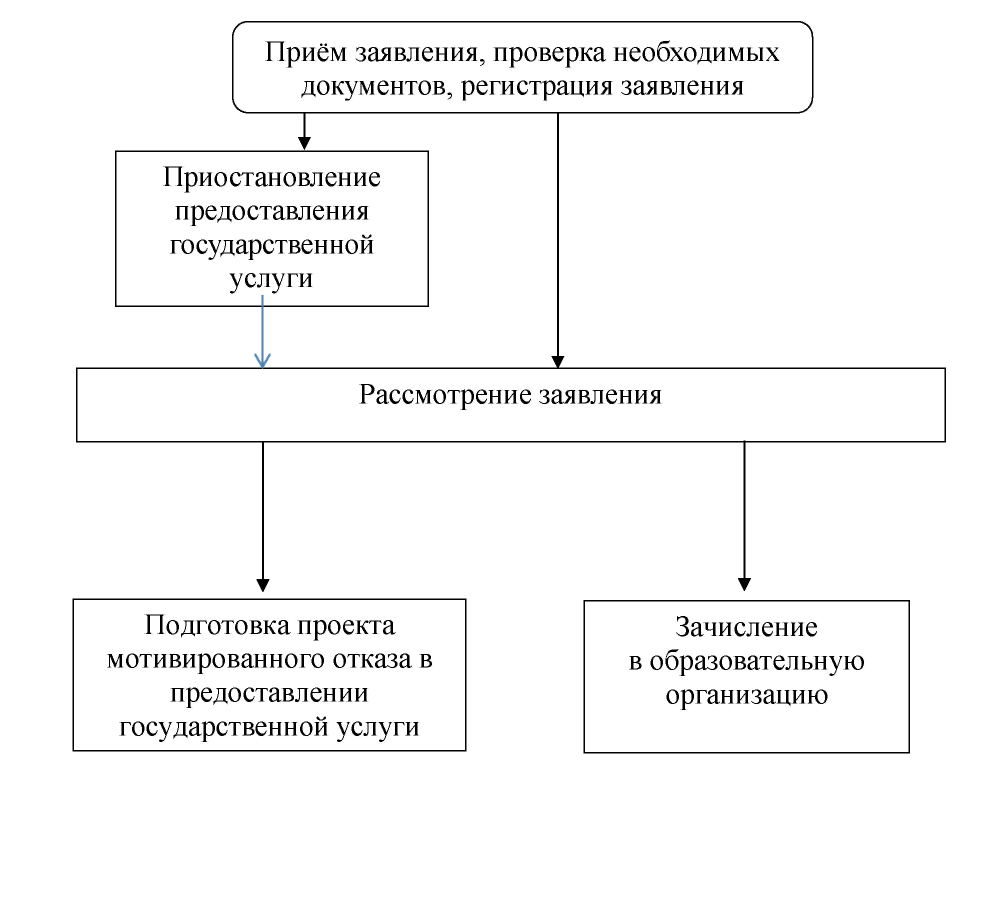 Приём заявления, проверка необходимых
документов, регистрация заявления
Приостановление
предоставления
государственной
услуги
Рассмотрение заявления
Подготовка проекта
мотивированного отказа в
предоставлении
государственной услуги
Зачисление
в образовательную
организацию